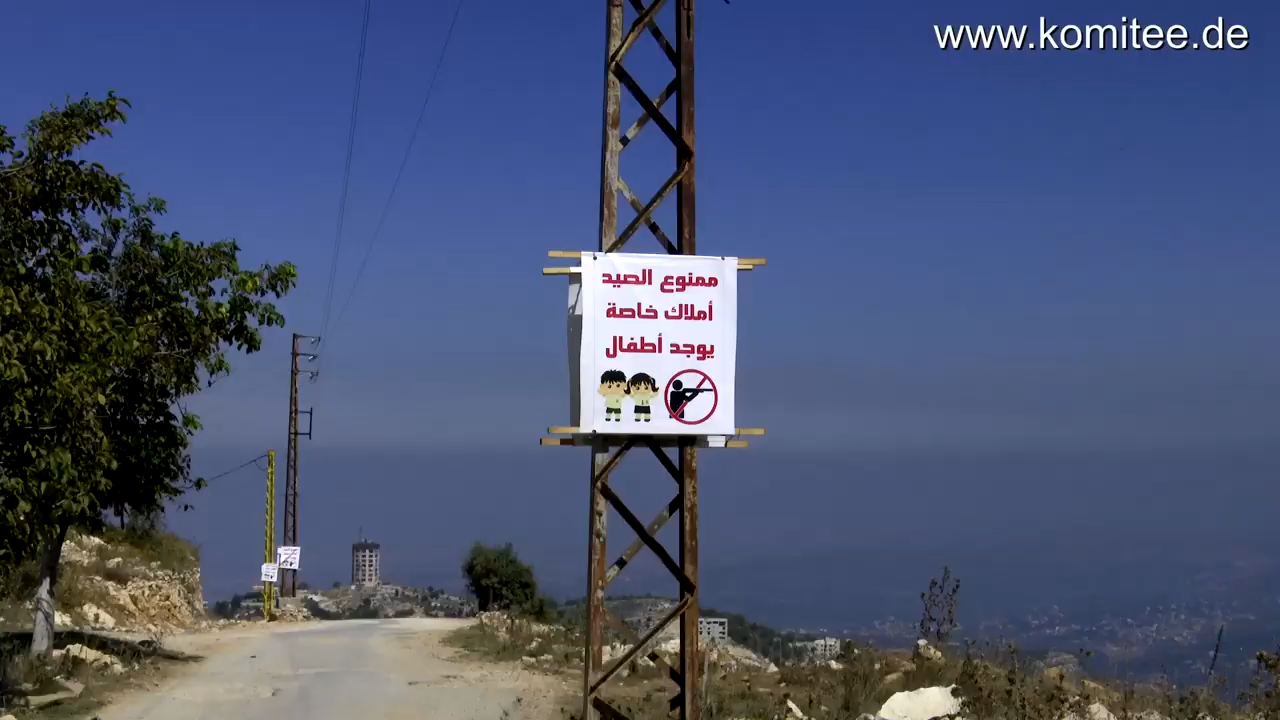 www.komitee.de
ممنوع الصيد
أملاك خاصة
يوجد أطفال